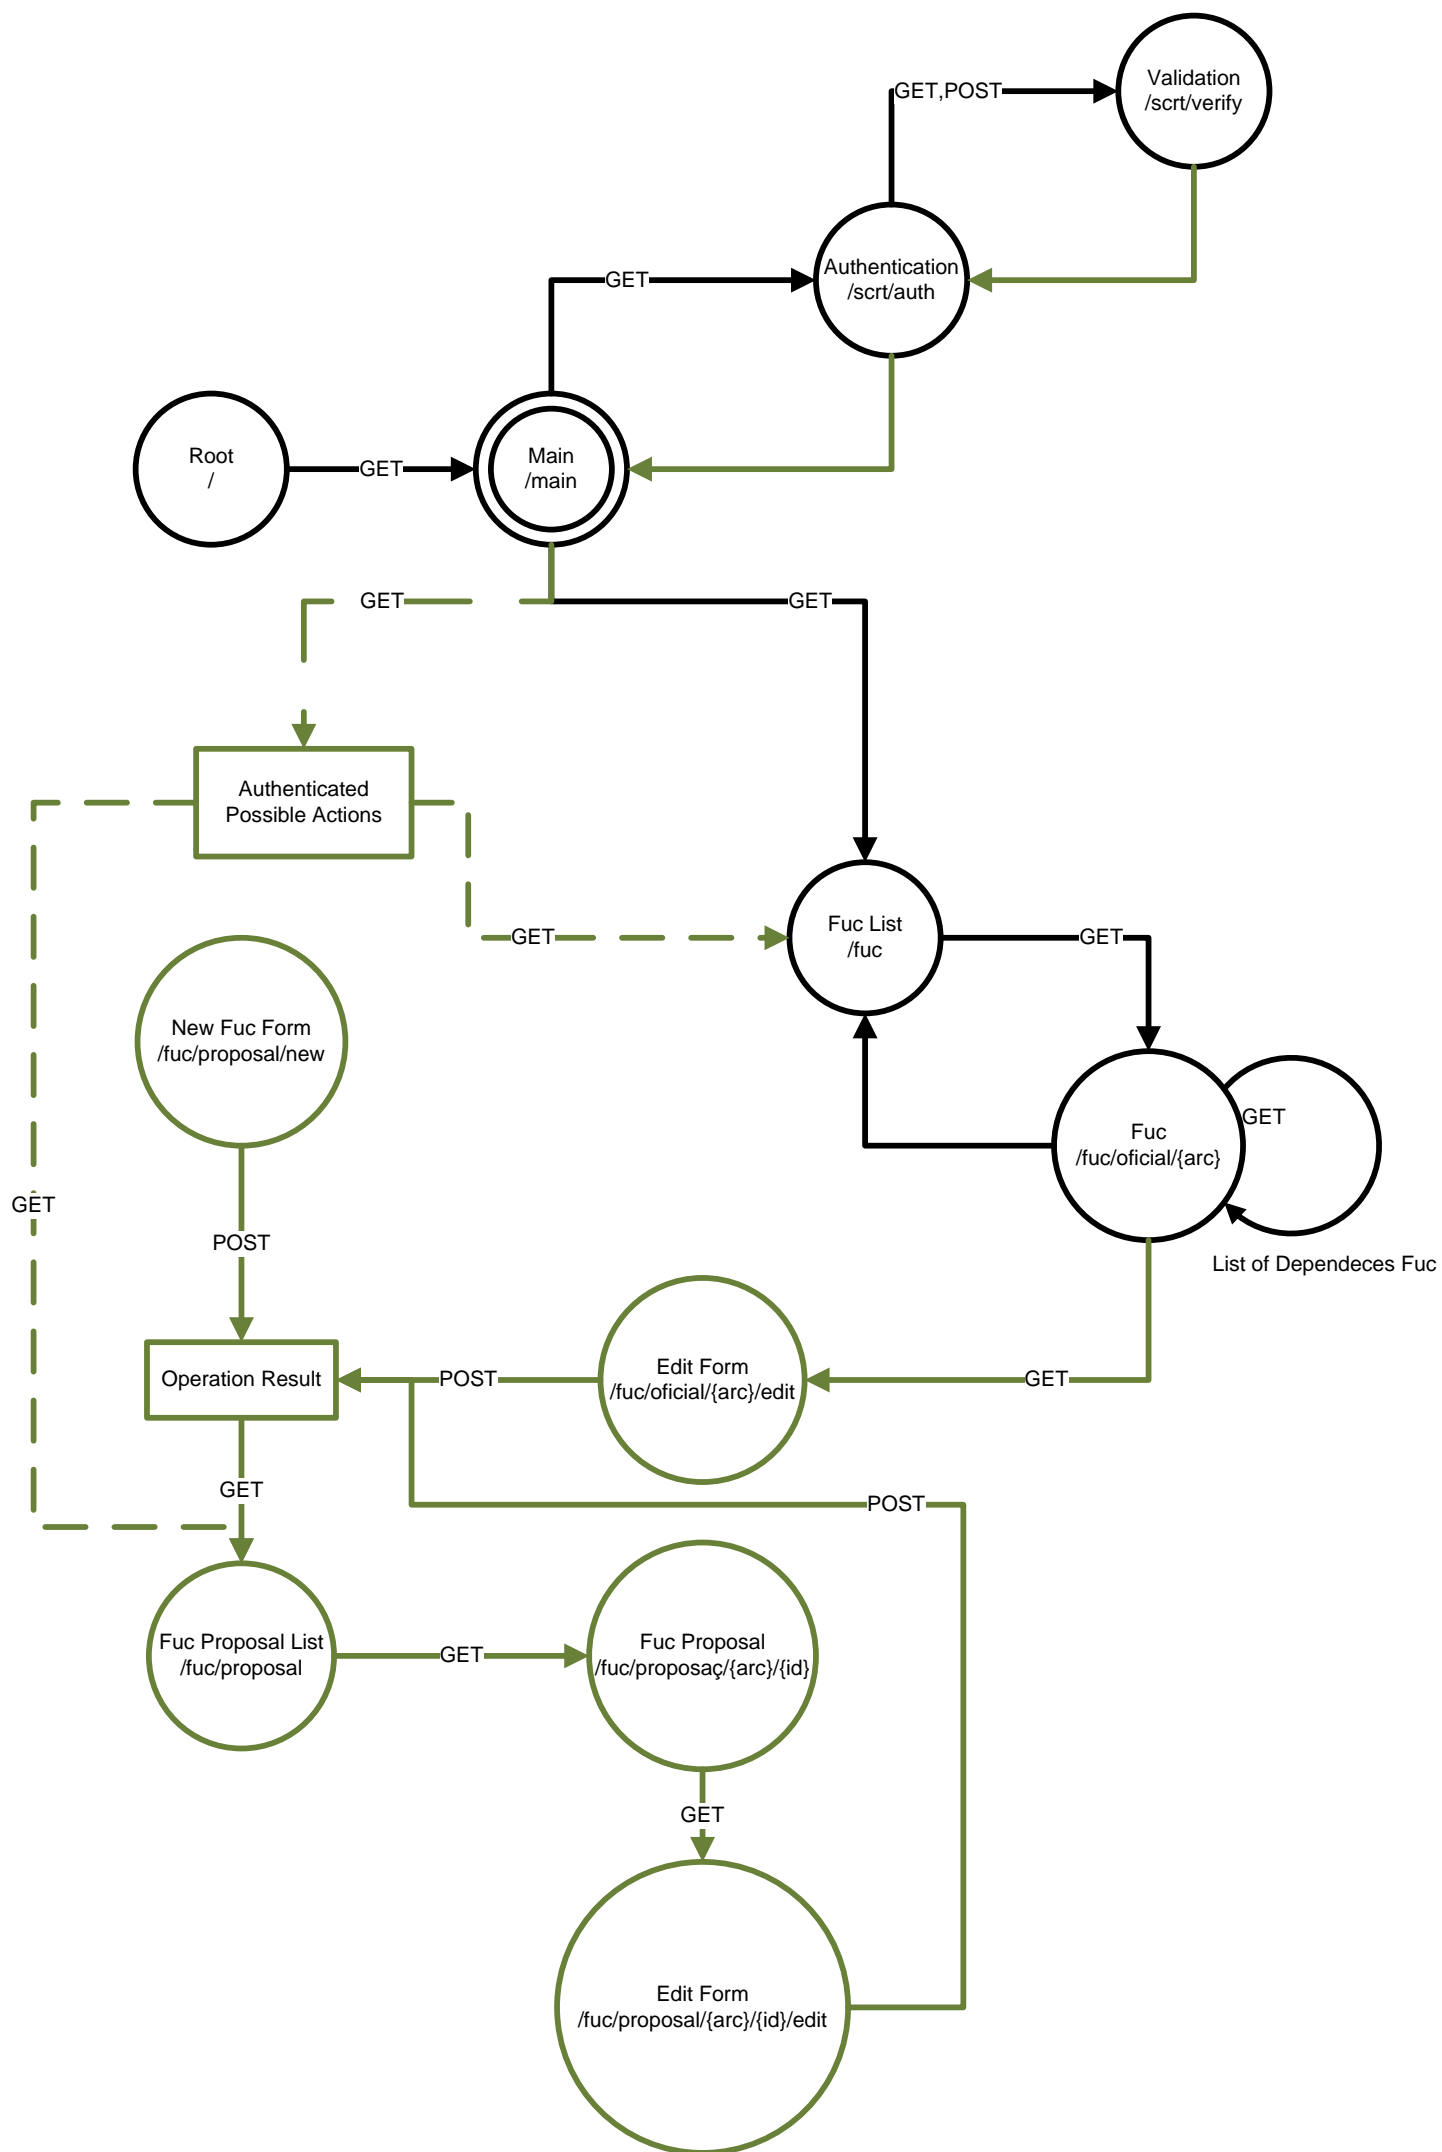 Validation
/scrt/verify
GET,POST
Authentication
/scrt/auth
GET
Root
/
GET
Main
/main
GET
GET
Authenticated
Possible Actions
Fuc List
/fuc
GET
GET
New Fuc Form
/fuc/proposal/new
GET
Fuc
/fuc/oficial/{arc}
GET
POST
List of Dependeces Fuc
Edit Form
/fuc/oficial/{arc}/edit
Operation Result
POST
GET
GET
POST
Fuc Proposal List
/fuc/proposal
GET
Fuc Proposal
/fuc/proposaç/{arc}/{id}
GET
Edit Form
/fuc/proposal/{arc}/{id}/edit